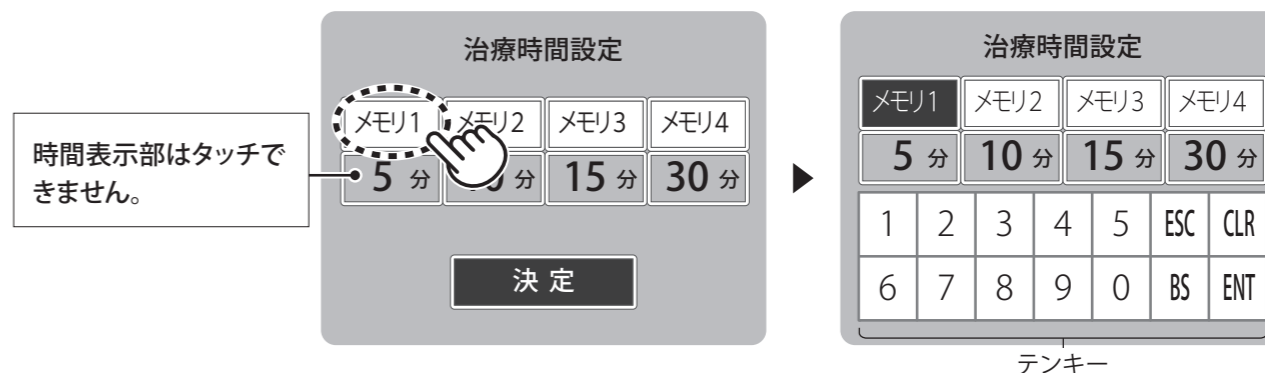 治療時間設定
メモリ1 メモリ2 メモリ3 メモリ4
5 分 10 分 15 分 30 分
時間表示部はタッチで
きません。
決 定
治療時間設定
メモリ1 メモリ2 メモリ3 メモリ4
5 分 10 分 15 分 30 分
1 2 3 4 5 ESC CLR
6 7 8 9 0 BS ENT
テンキー